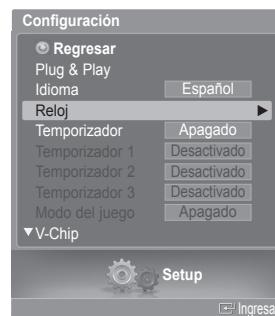 Configuración
Regresar
Plug & Play
Idioma Español
Reloj
Temporizador Apagado
Temporizador 1 Desactivado
Temporizador 2 Desactivado
Temporizador 3 Desactivado
Modo del juego Apagado
V-Chip
Setup
Ingresa